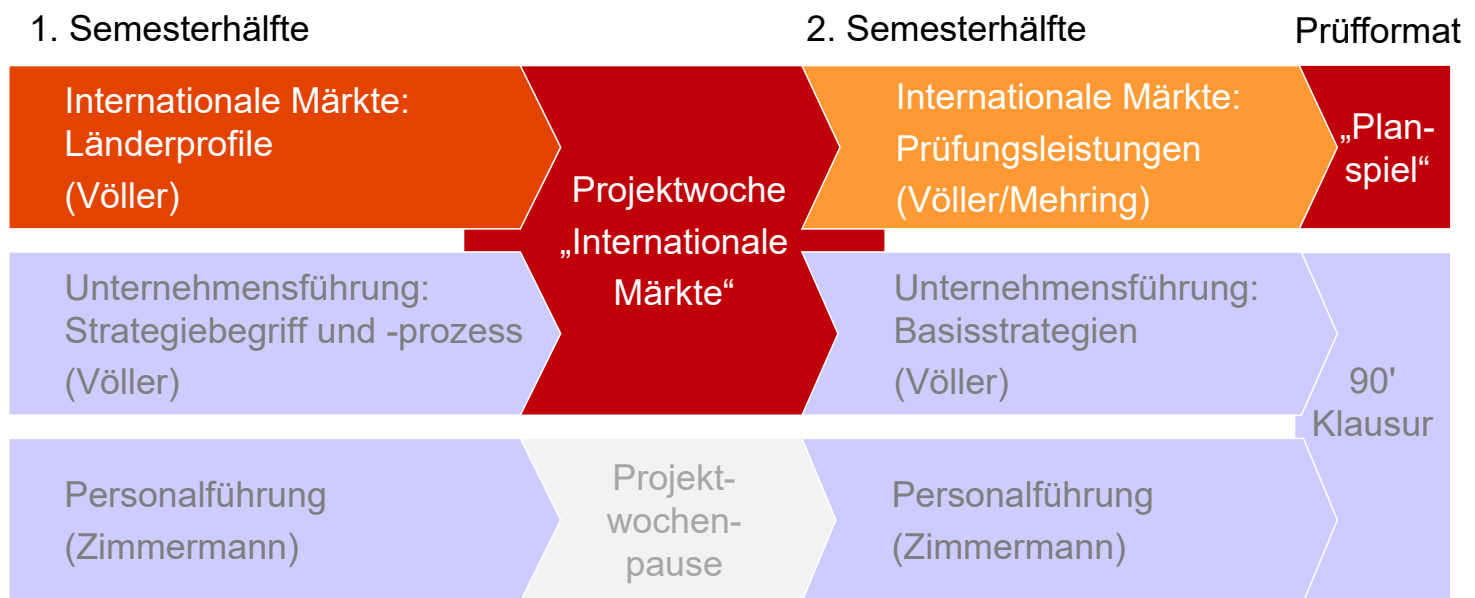 1. Semesterhälfte
2. Semesterhälfte
Prüfformat
Internationale Märkte:
Länderprofile
(Völler)
Projektwoche
„Internationale
Märkte“
Internationale Märkte:
Prüfungsleistungen
(Völler/Mehring)
„Plan-
spiel“
Unternehmensführung:
Strategiebegriff und -prozess
(Völler)
Unternehmensführung:
Basisstrategien
(Völler)
90'
Klausur
Personalführung
(Zimmermann)
Projekt-
wochen-
pause
Personalführung
(Zimmermann)